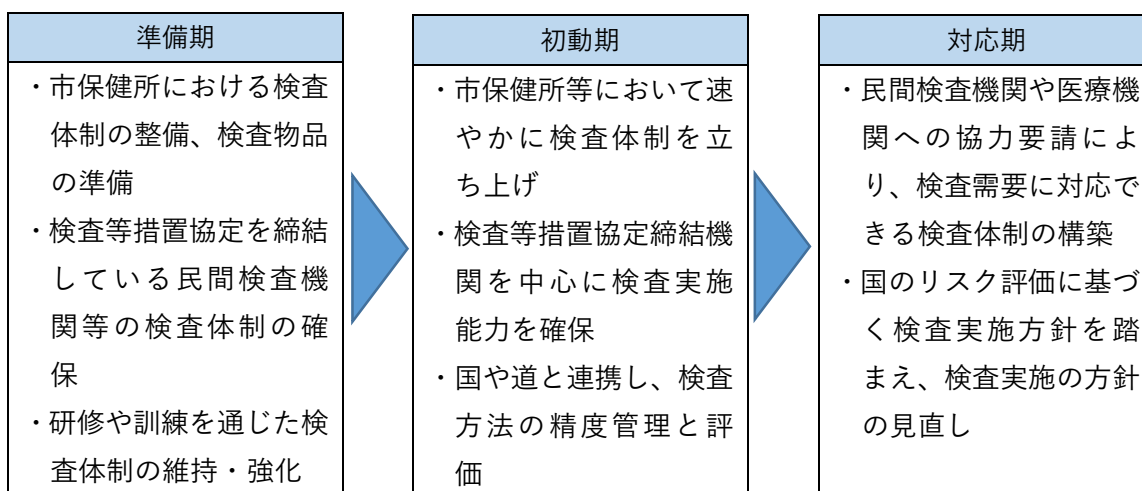 準備期
・市保健所における検査
体制の整備、検査物品
の準備
・検査等措置協定を締結
している民間検査機
関等の検査体制の確
保
・研修や訓練を通じた検
査体制の維持・強化
初動期
・市保健所等において速
やかに検査体制を立
ち上げ
・検査等措置協定締結機
関を中心に検査実施
能力を確保
・国や道と連携し、検査
方法の精度管理と評
価
対応期
・民間検査機関や医療機
関への協力要請によ
り、検査需要に対応で
きる検査体制の構築
・国のリスク評価に基づ
く検査実施方針を踏
まえ、検査実施の方針
の見直し